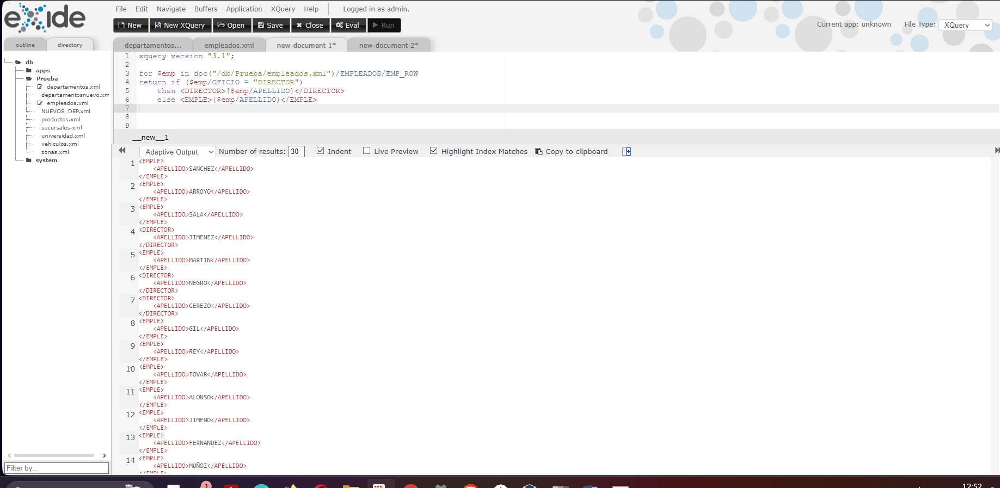 eXide
File Edit Navigate Buffers Application XQuery Help Logged in as admin.
New New XQuery Open Save Close Eval Run
Current app: unknown File Type: XQuery
outline directory
departamentos... empleados.xml new-document 1* new-document 2*
db
apps
Prueba
departamentos.xml
departamentosnuevo.xm
empleados.xml
NUEVOS_DEP.xml
productos.xml
sucursales.xml
universidad.xml
vehiculos.xml
zonas.xml
system
Filter by...
1 xquery version "3.1";
2
3 for $emp in doc("/db/Prueba/empleados.xml")/EMPLEADOS/EMP_ROW
4 return if ($emp/OFICIO = "DIRECTOR")
5 then <DIRECTOR>{$emp/APELLIDO}</DIRECTOR>
6 else <EMPLE>{$emp/APELLIDO}</EMPLE>
7
8
9
__new__1
Adaptive Output Number of results: 30 Indent Live Preview Highlight Index Matches Copy to clipboard
1 <EMPLE>
<APELLIDO>SANCHEZ</APELLIDO>
</EMPLE>
2 <EMPLE>
<APELLIDO>ARROYO</APELLIDO>
</EMPLE>
3 <EMPLE>
<APELLIDO>SALA</APELLIDO>
</EMPLE>
4 <DIRECTOR>
<APELLIDO>JIMENEZ</APELLIDO>
</DIRECTOR>
5 <EMPLE>
<APELLIDO>MARTIN</APELLIDO>
</EMPLE>
6 <DIRECTOR>
<APELLIDO>NEGRO</APELLIDO>
</DIRECTOR>
7 <DIRECTOR>
<APELLIDO>CEREZO</APELLIDO>
</DIRECTOR>
8 <EMPLE>
<APELLIDO>GIL</APELLIDO>
</EMPLE>
9 <EMPLE>
<APELLIDO>REY</APELLIDO>
</EMPLE>
10 <EMPLE>
<APELLIDO>TOVAR</APELLIDO>
</EMPLE>
11 <EMPLE>
<APELLIDO>ALONSO</APELLIDO>
</EMPLE>
12 <EMPLE>
<APELLIDO>JIMENO</APELLIDO>
</EMPLE>
13 <EMPLE>
<APELLIDO>FERNANDEZ</APELLIDO>
</EMPLE>
14 <EMPLE>
<APELLIDO>MUÑOZ</APELLIDO>
</EMPLE>
1
12:52